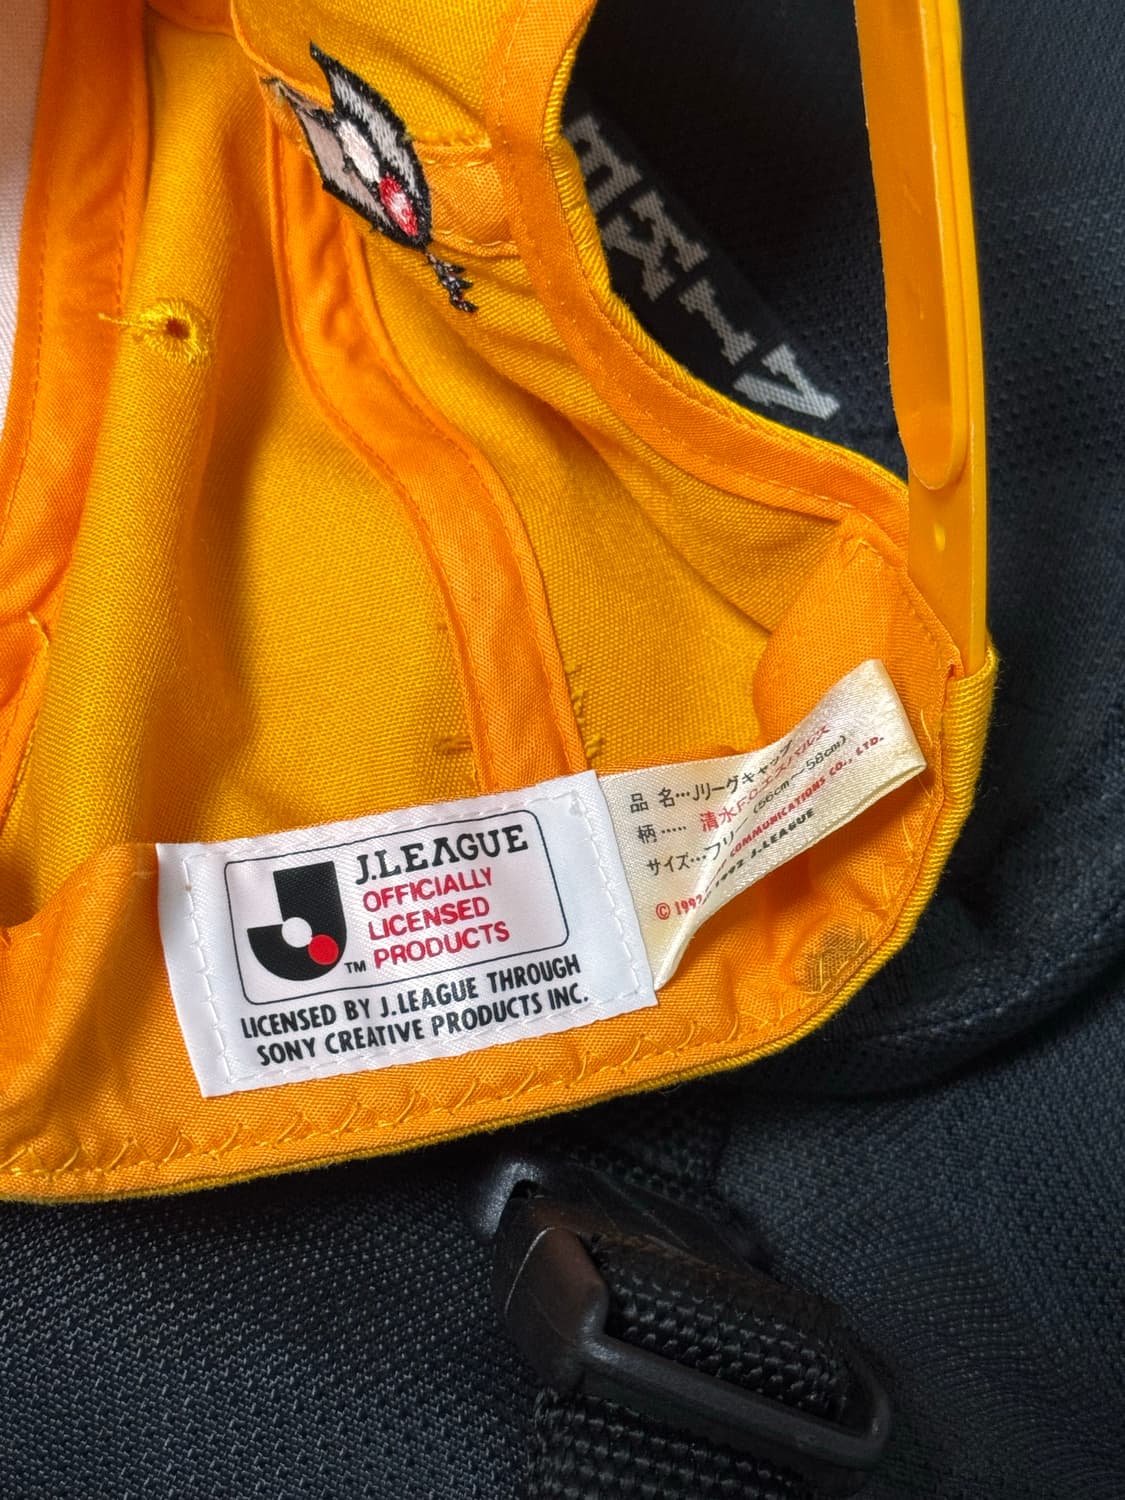 J.LEAGUE
OFFICIALLY
LICENSED
PRODUCTS
TM
LICENSED BY J.LEAGUE THROUGH
SONY CREATIVE PRODUCTS INC.
品 名…Jリーグキャップ
柄 ….. 清水F.C.エスパルス
サイズ…フリー (56cm~58cm)
© 1992 COMMUNICATIONS CO., LTD.
© 1992 J.LEAGUE